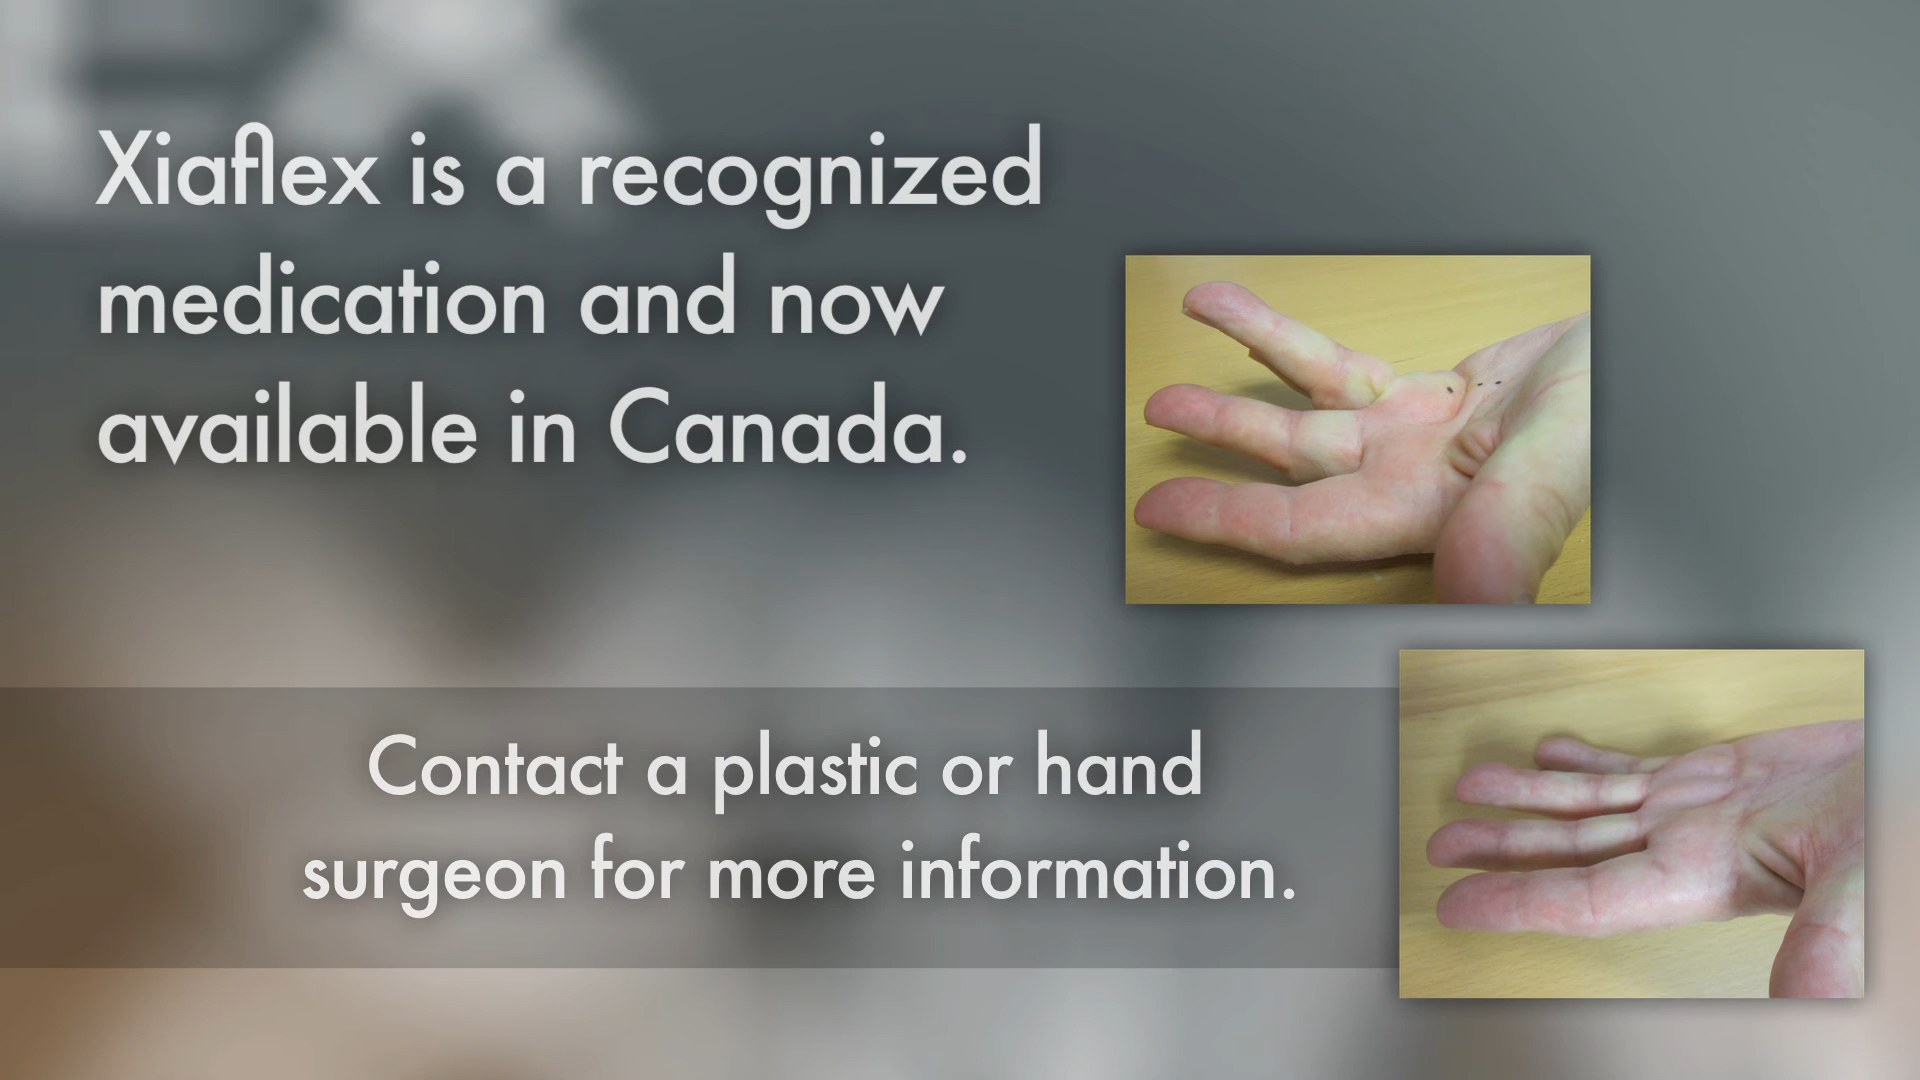 Xiaflex is a recognized
medication and now
available in Canada.
Contact a plastic or hand
surgeon for more information.